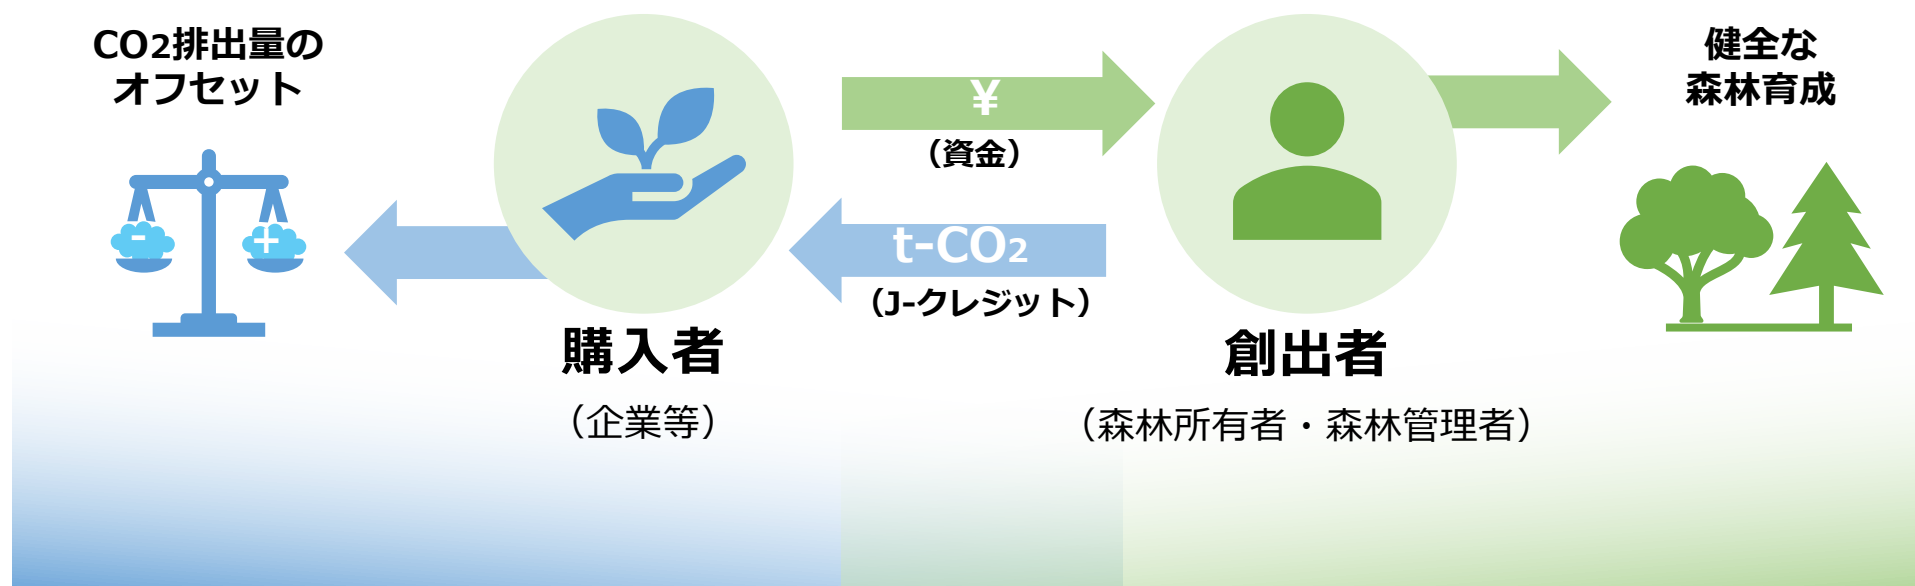 CO2排出量の
オフセット
-
+
購入者
（企業等）
¥
（資金）
t-CO2
（J-クレジット）
創出者
（森林所有者・森林管理者）
健全な
森林育成